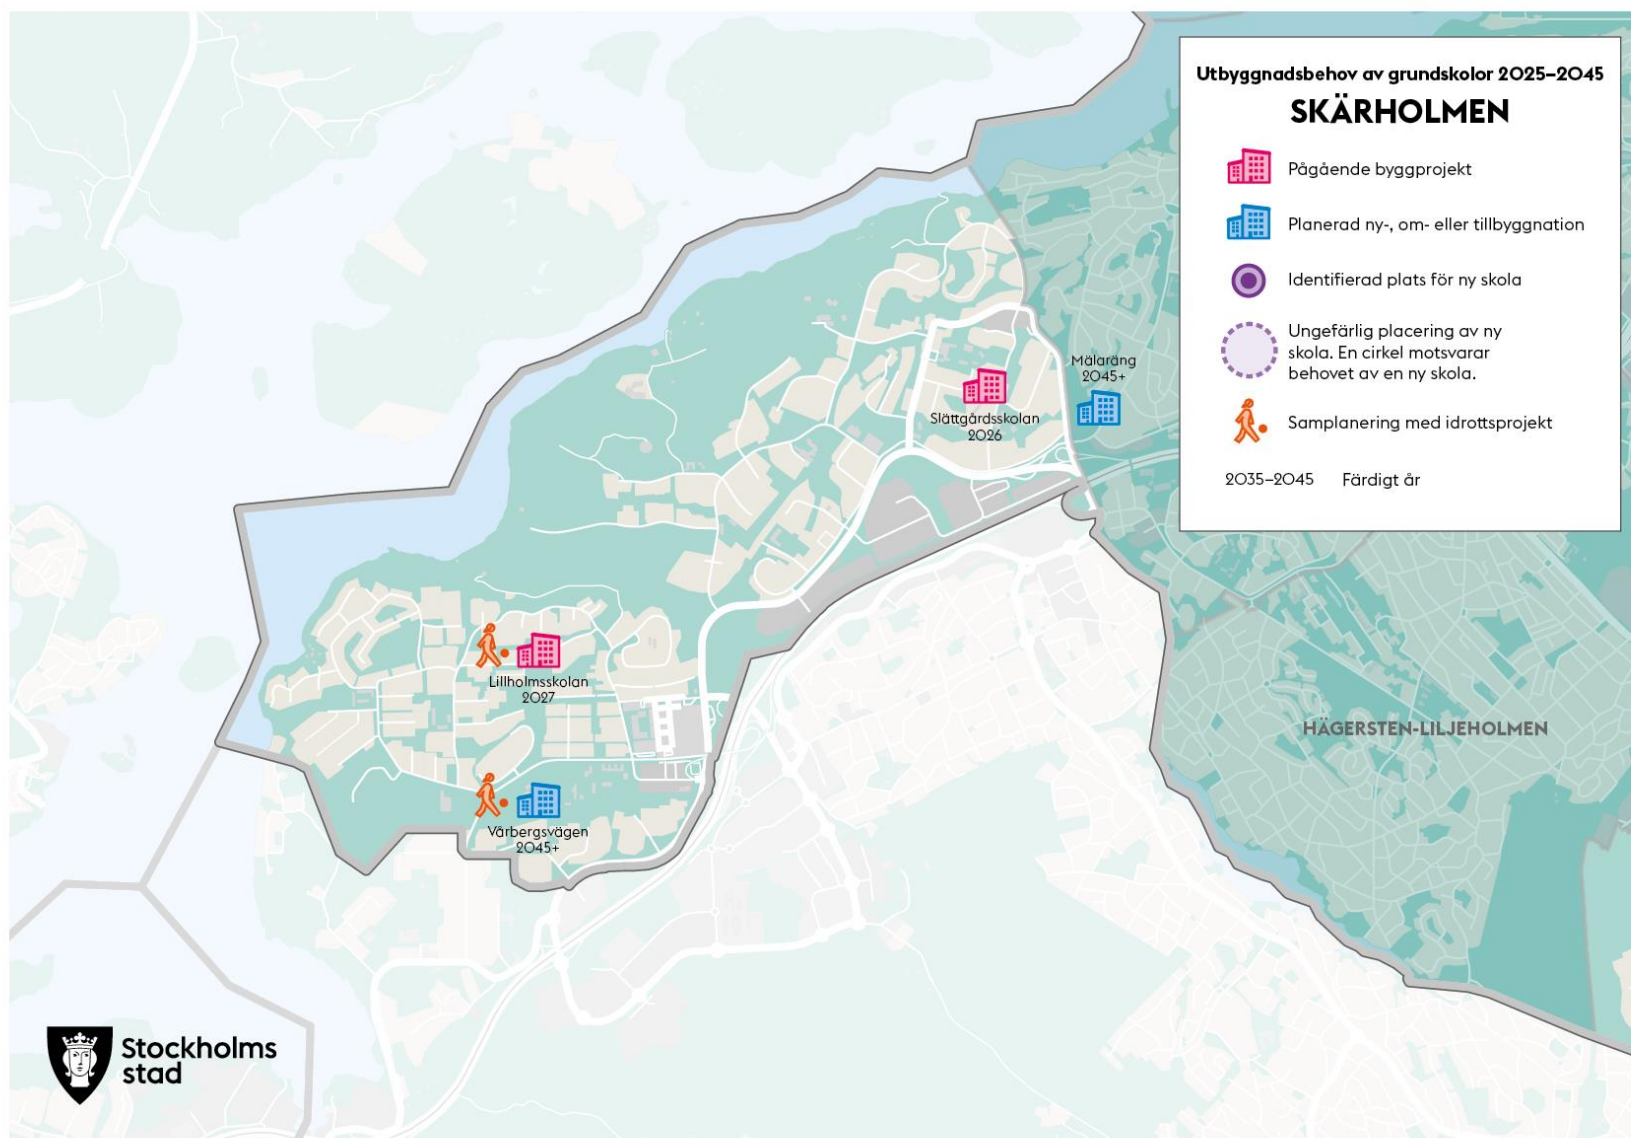 Utbyggnadsbehov av grundskolor 2025–2045
SKÄRHOLMEN
Pågående byggprojekt
Planerad ny-, om- eller tillbyggnation
Identifierad plats för ny skola
Ungefärlig placering av ny
skola. En cirkel motsvarar
behovet av en ny skola.
Samplanering med idrottsprojekt
2035–2045 Färdigt år
Mälaräng
2045+
Slättgårdsskolan
2026
Lillholmsskolan
2027
HÄGERSTEN-LILJEHOLMEN
Vårbergsvägen
2045+
Stockholms
stad